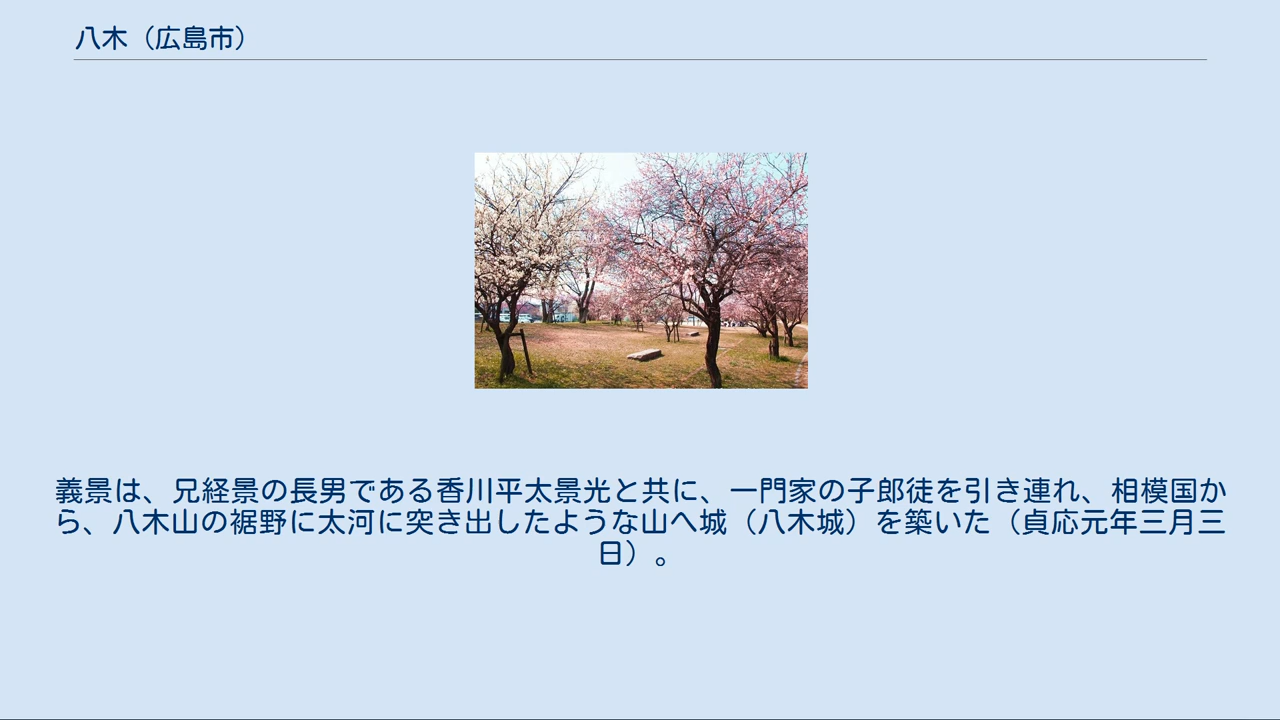 八木（広島市）
義景は、兄経景の長男である香川平太景光と共に、一門家の子郎徒を引き連れ、相模国か
ら、八木山の裾野に太河に突き出したような山へ城（八木城）を築いた（貞応元年三月三
日）。